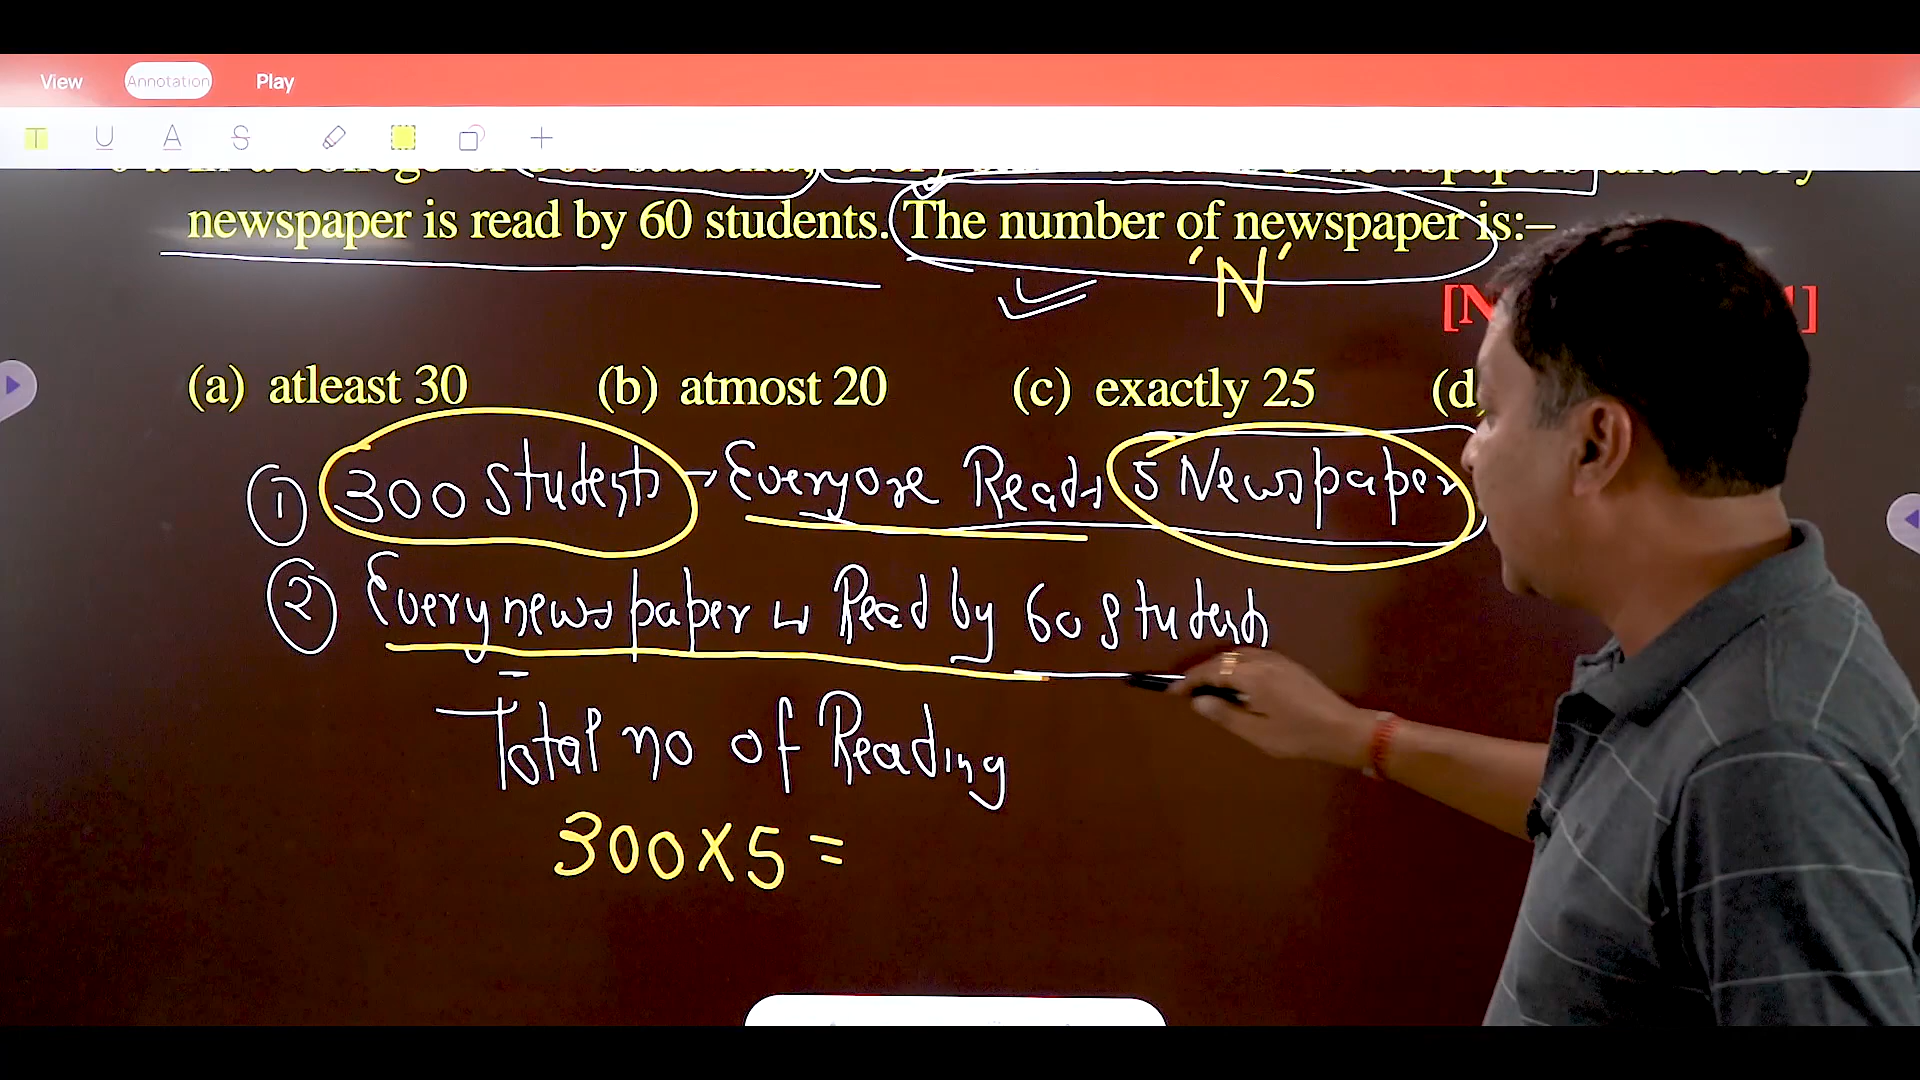 View Annotation Play
T U A S
newspaper is read by 60 students. The number of newspaper is:–
'N'
(a) atleast 30 (b) atmost 20 (c) exactly 25 (d)
① 300 Students → Everyone Reads 5 Newspaper
② Every newspaper is Read by 60 Students
Total no of Reading
300 × 5 =